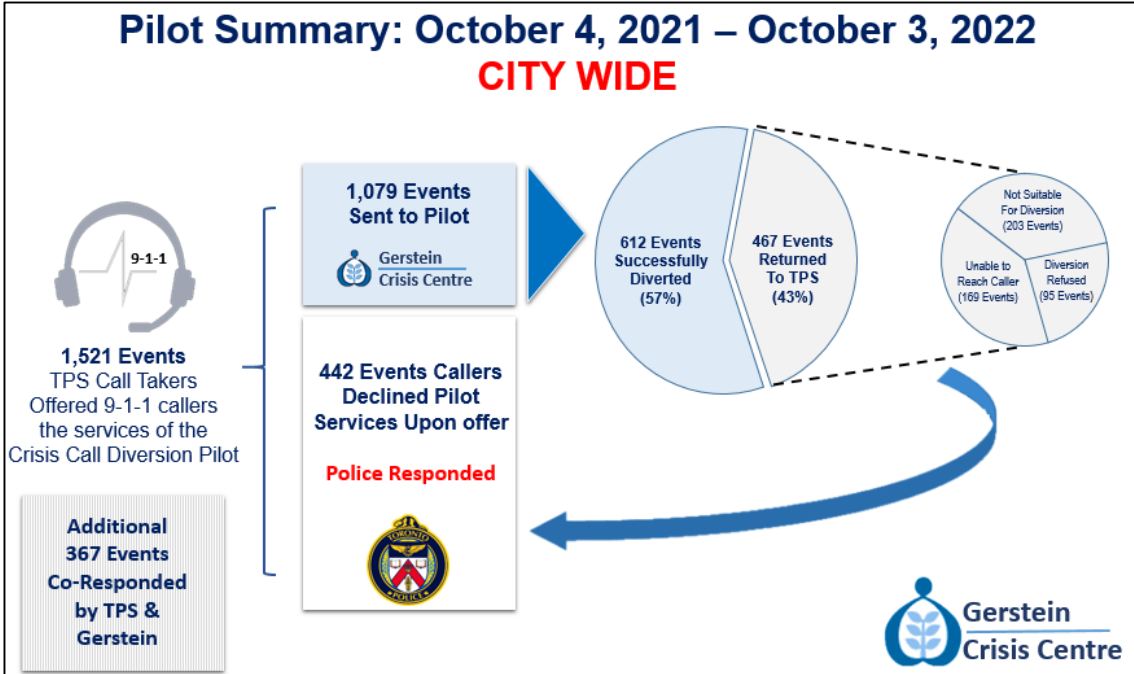 Pilot Summary: October 4, 2021 – October 3, 2022
CITY WIDE
9-1-1
1,521 Events
TPS Call Takers
Offered 9-1-1 callers
the services of the
Crisis Call Diversion Pilot
Additional
367 Events
Co-Responded
by TPS &
Gerstein
1,079 Events
Sent to Pilot
Gerstein
Crisis Centre
442 Events Callers
Declined Pilot
Services Upon offer
Police Responded
TORONTO
POLICE
612 Events
Successfully
Diverted
(57%)
467 Events
Returned
To TPS
(43%)
Not Suitable
For Diversion
(203 Events)
Unable to
Reach Caller
(169 Events)
Diversion
Refused
(95 Events)
Gerstein
Crisis Centre